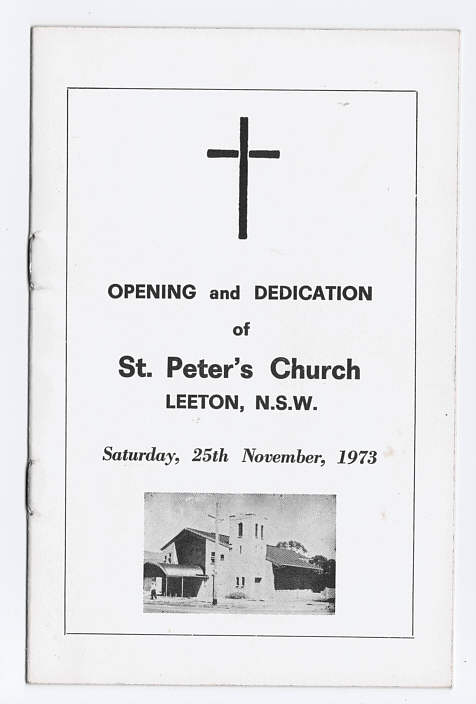 OPENING and DEDICATION
of
St. Peter's Church
LEETON, N.S.W.
Saturday, 25th November, 1973